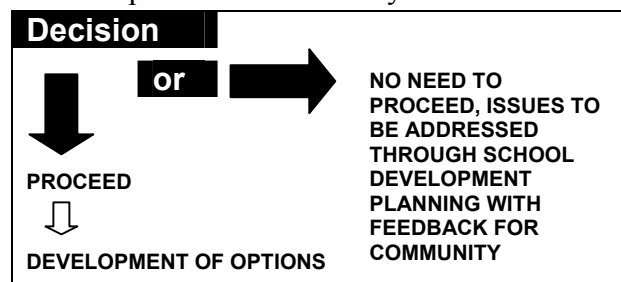 Decision
or
PROCEED
DEVELOPMENT OF OPTIONS
NO NEED TO
PROCEED, ISSUES TO
BE ADDRESSED
THROUGH SCHOOL
DEVELOPMENT
PLANNING WITH
FEEDBACK FOR
COMMUNITY